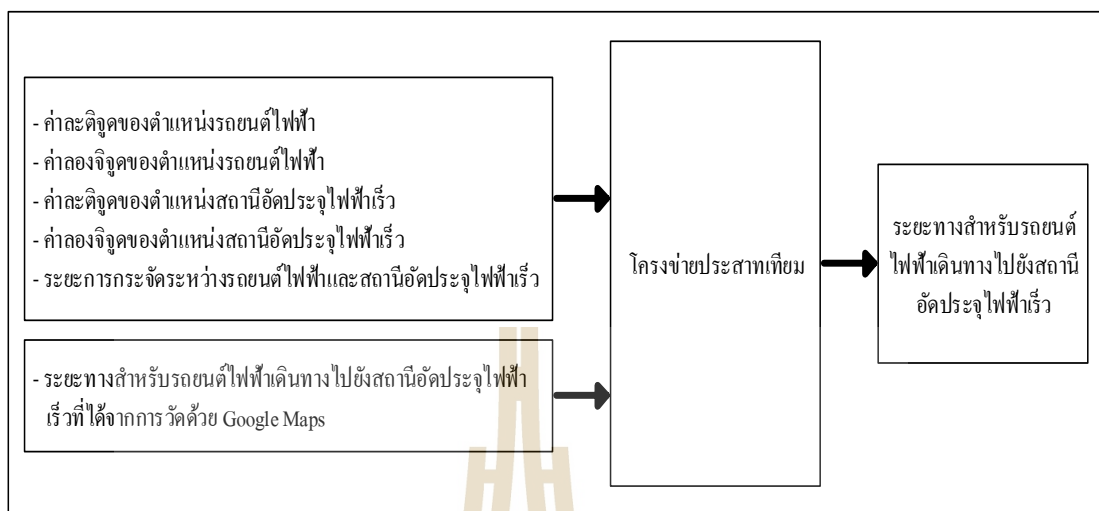 - ค่าละติจูดของตำแหน่งรถยนต์ไฟฟ้า
- ค่าลองจิจูดของตำแหน่งรถยนต์ไฟฟ้า
- ค่าละติจูดของตำแหน่งสถานีอัดประจุไฟฟ้าเร็ว
- ค่าลองจิจูดของตำแหน่งสถานีอัดประจุไฟฟ้าเร็ว
- ระยะการกระจัดระหว่างรถยนต์ไฟฟ้าและสถานีอัดประจุไฟฟ้าเร็ว
- ระยะทางสำหรับรถยนต์ไฟฟ้าเดินทางไปยังสถานีอัดประจุไฟฟ้า
เร็วที่ได้จากการวัดด้วย Google Maps
โครงข่ายประสาทเทียม
ระยะทางสำหรับรถยนต์
ไฟฟ้าเดินทางไปยังสถานี
อัดประจุไฟฟ้าเร็ว